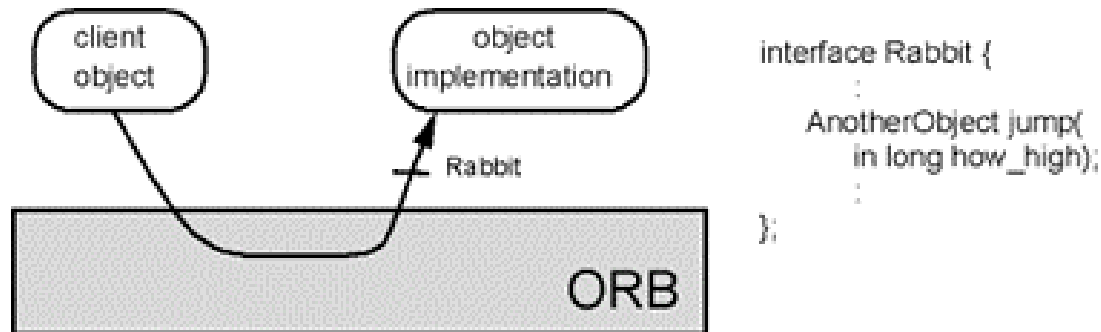 client
object
object
implementation
Rabbit
ORB
interface Rabbit {
:
AnotherObject jump(
in long how_high);
:
};